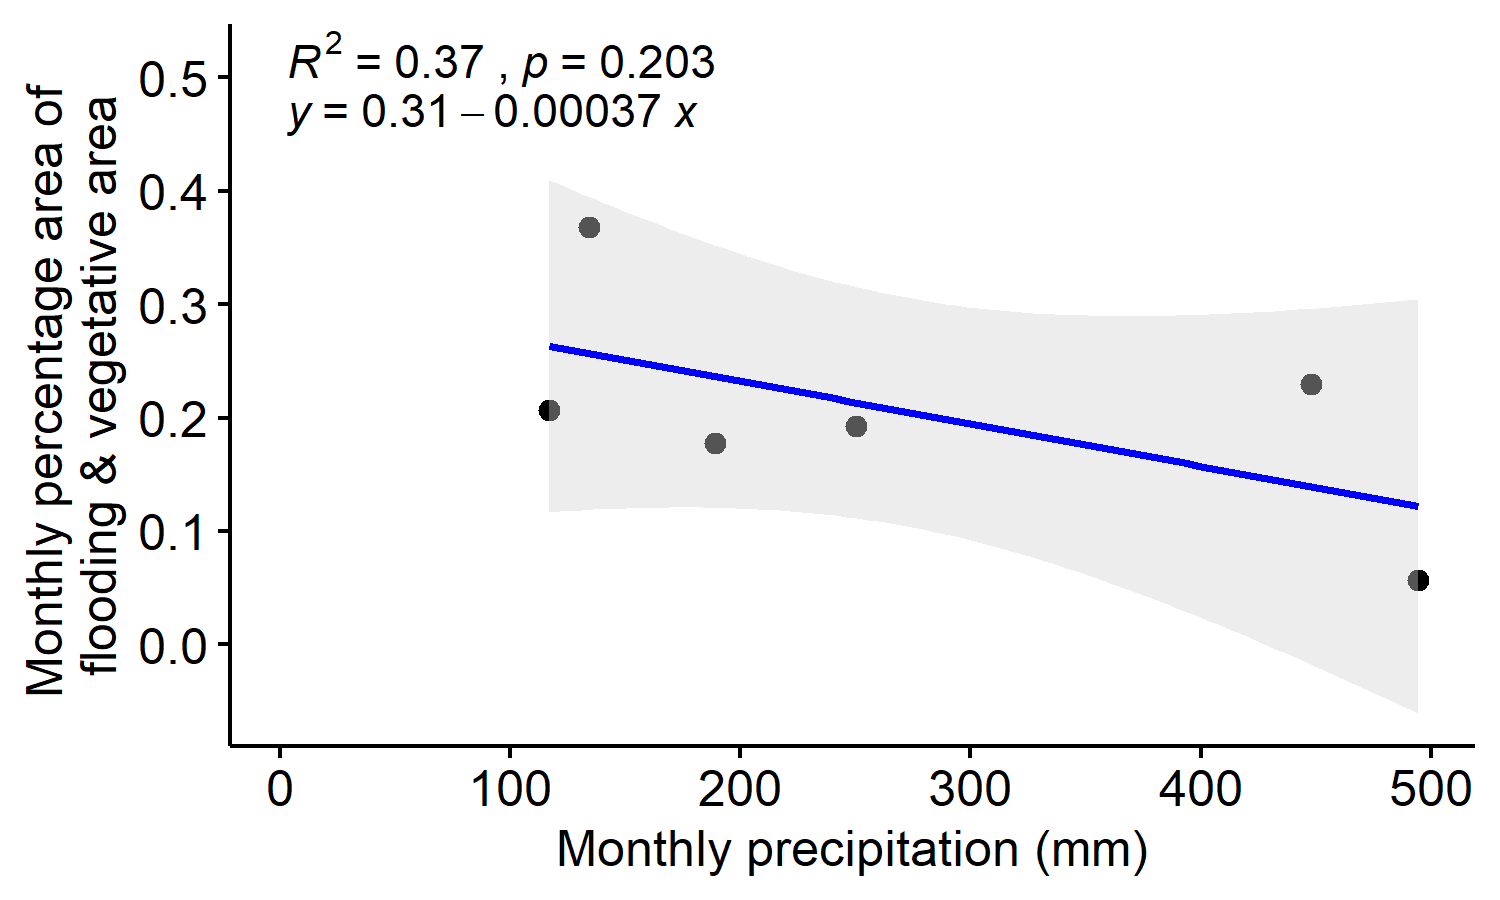 R² = 0.37 , p = 0.203
y = 0.31 – 0.00037 x
Monthly percentage area of
flooding & vegetative area
0.5
0.4
0.3
0.2
0.1
0.0
0 100 200 300 400 500
Monthly precipitation (mm)